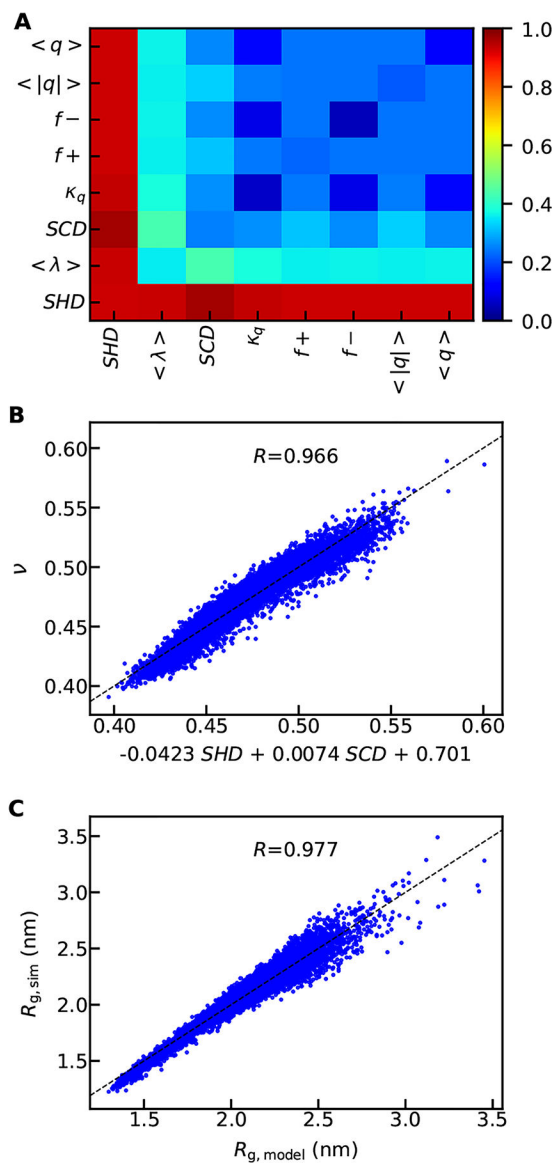 A
< q >
< |q| >
f−
f+
κq
SCD
< λ >
SHD
1.0
0.8
0.6
0.4
0.2
0.0
SHD
< λ >
SCD
κq
f+
f−
< |q| >
< q >
B
R=0.966
0.60
0.55
0.50
0.45
0.40
ν
0.40 0.45 0.50 0.55 0.60
-0.0423 SHD + 0.0074 SCD + 0.701
C
R=0.977
3.5
3.0
2.5
2.0
1.5
Rg,sim (nm)
1.5 2.0 2.5 3.0 3.5
Rg,model (nm)